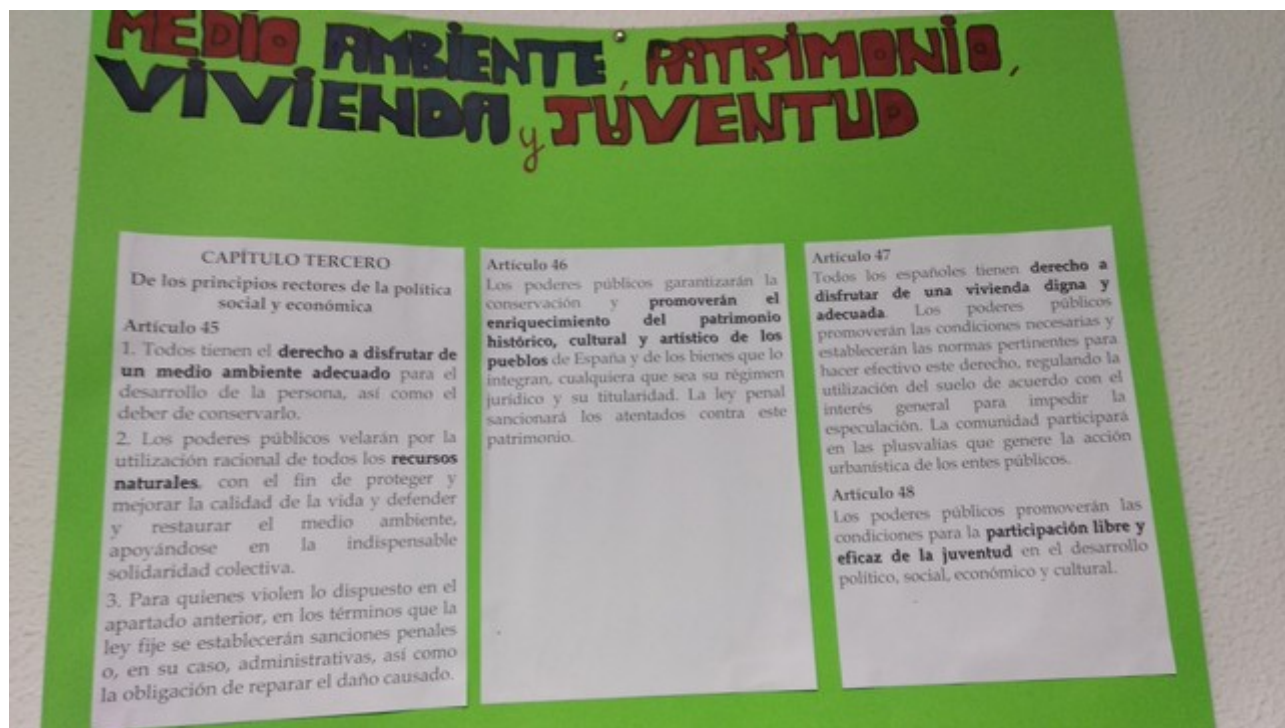 MEDIO AMBIENTE, PATRIMONIO,
VIVIENDA y JUVENTUD
CAPÍTULO TERCERO
De los principios rectores de la política
social y económica
Artículo 45
1. Todos tienen el derecho a disfrutar de
un medio ambiente adecuado para el
desarrollo de la persona, así como el
deber de conservarlo.
2. Los poderes públicos velarán por la
utilización racional de todos los recursos
naturales, con el fin de proteger y
mejorar la calidad de la vida y defender
y restaurar el medio ambiente,
apoyándose en la indispensable
solidaridad colectiva.
3. Para quienes violen lo dispuesto en el
apartado anterior, en los términos que la
ley fije se establecerán sanciones penales
o, en su caso, administrativas, así como
la obligación de reparar el daño causado.
Artículo 46
Los poderes públicos garantizarán la
conservación y promoverán el
enriquecimiento del patrimonio
histórico, cultural y artístico de los
pueblos de España y de los bienes que lo
integran, cualquiera que sea su régimen
jurídico y su titularidad. La ley penal
sancionará los atentados contra este
patrimonio.
Artículo 47
Todos los españoles tienen derecho a
disfrutar de una vivienda digna y
adecuada. Los poderes públicos
promoverán las condiciones necesarias y
establecerán las normas pertinentes para
hacer efectivo este derecho, regulando la
utilización del suelo de acuerdo con el
interés general para impedir la
especulación. La comunidad participará
en las plusvalías que genere la acción
urbanística de los entes públicos.
Artículo 48
Los poderes públicos promoverán las
condiciones para la participación libre y
eficaz de la juventud en el desarrollo
político, social, económico y cultural.